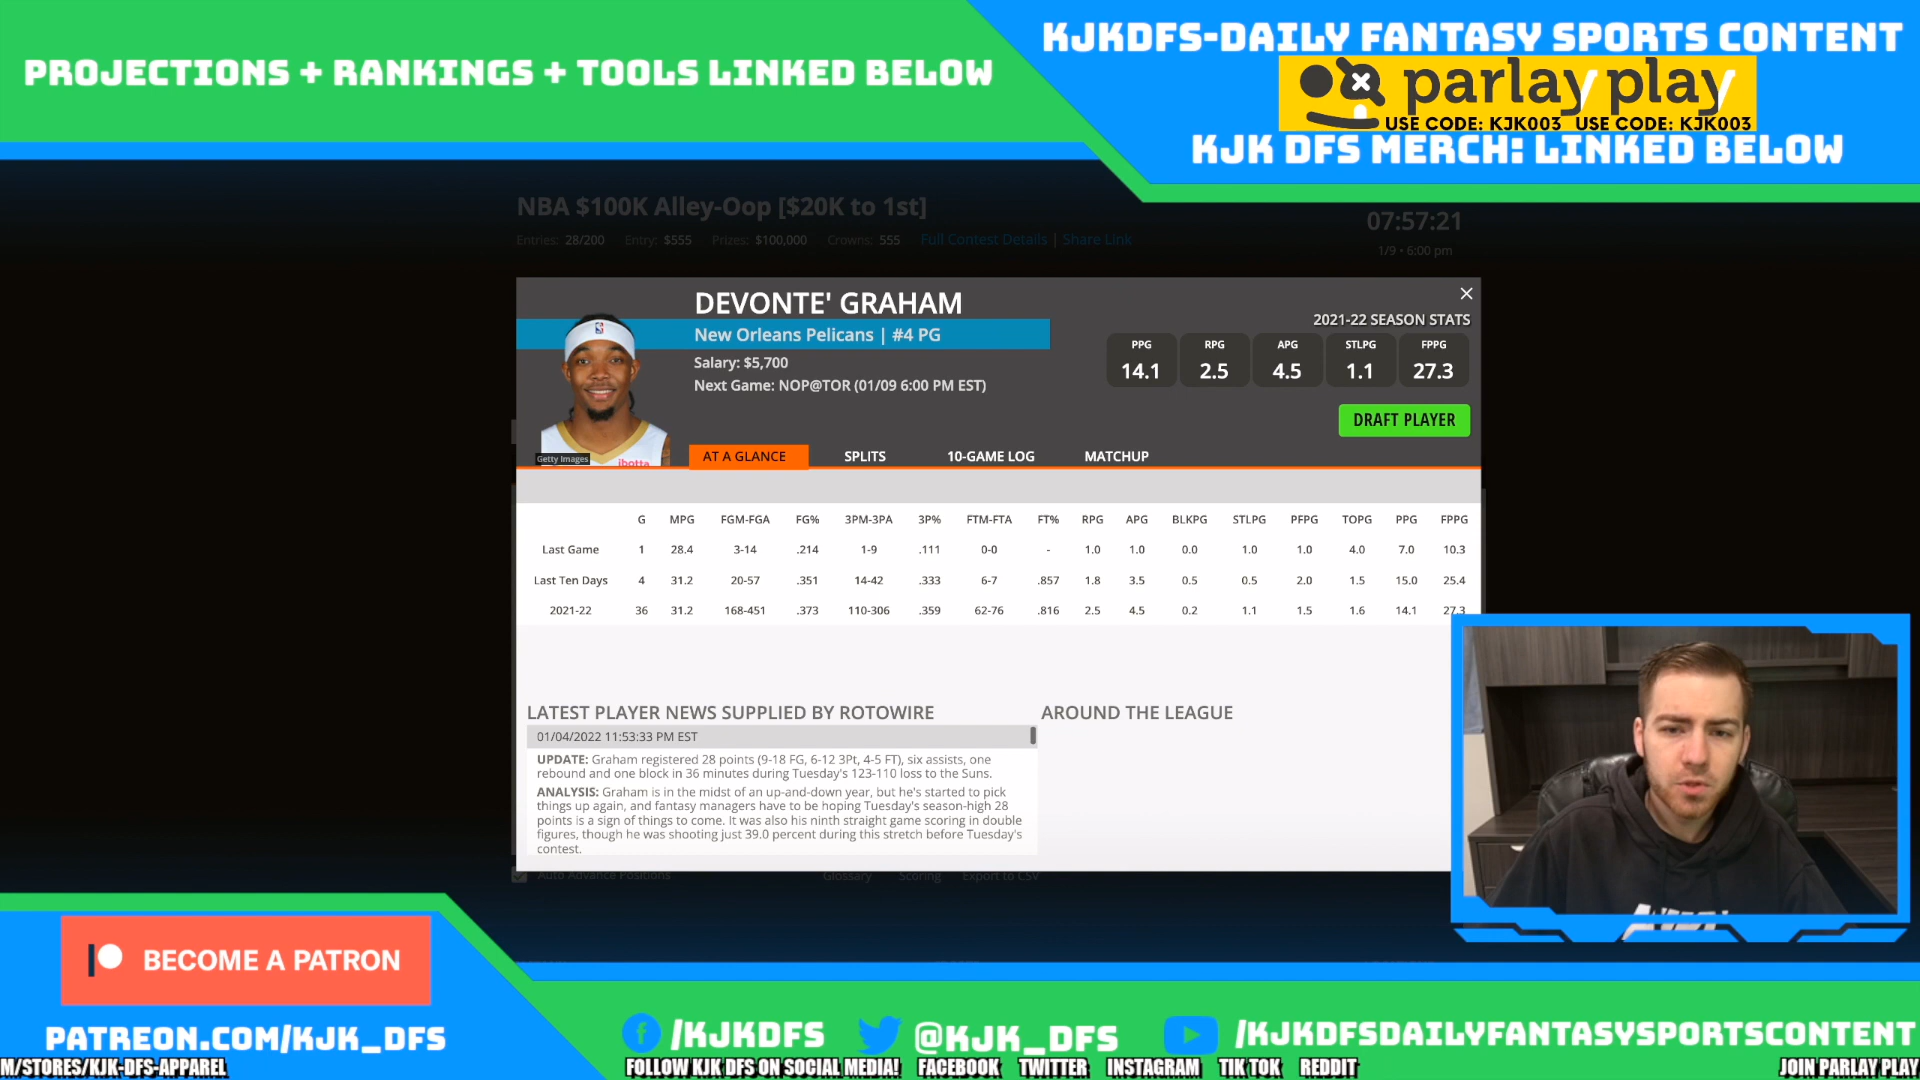 PROJECTIONS + RANKINGS + TOOLS LINKED BELOW
KJKDFS-DAILY FANTASY SPORTS CONTENT
parlay play
USE CODE: KJK003 USE CODE: KJK003
KJK DFS MERCH: LINKED BELOW
NBA $100K Alley-Oop [$20K to 1st]
07:57:21
Entries: 28/200 Entry: $555 Prizes: $100,000 Crowns: 555 Full Contest Details | Share Link
1/9 • 6:00 pm
DEVONTE' GRAHAM
New Orleans Pelicans | #4 PG
Salary: $5,700
Next Game: NOP@TOR (01/09 6:00 PM EST)
2021-22 SEASON STATS
PPG RPG APG STLPG FPPG
14.1 2.5 4.5 1.1 27.3
DRAFT PLAYER
Getty Images
ibotta
AT A GLANCE SPLITS 10-GAME LOG MATCHUP
G MPG FGM-FGA FG% 3PM-3PA 3P% FTM-FTA FT% RPG APG BLKPG STLPG PFPG TOPG PPG FPPG
Last Game 1 28.4 3-14 .214 1-9 .111 0-0 - 1.0 1.0 0.0 1.0 1.0 4.0 7.0 10.3
Last Ten Days 4 31.2 20-57 .351 14-42 .333 6-7 .857 1.8 3.5 0.5 0.5 2.0 1.5 15.0 25.4
2021-22 36 31.2 168-451 .373 110-306 .359 62-76 .816 2.5 4.5 0.2 1.1 1.5 1.6 14.1 27.3
LATEST PLAYER NEWS SUPPLIED BY ROTOWIRE
AROUND THE LEAGUE
01/04/2022 11:53:33 PM EST
UPDATE: Graham registered 28 points (9-18 FG, 6-12 3Pt, 4-5 FT), six assists, one
rebound and one block in 36 minutes during Tuesday's 123-110 loss to the Suns.
ANALYSIS: Graham is in the midst of an up-and-down year, but he's started to pick
things up again, and fantasy managers have to be hoping Tuesday's season-high 28
points is a sign of things to come. It was also his ninth straight game scoring in double
figures, though he was shooting just 39.0 percent during this stretch before Tuesday's
contest.
Auto Advance Positions Glossary Scoring Export to CSV
BECOME A PATRON
PATREON.COM/KJK_DFS
/KJKDFS @KJK_DFS /KJKDFSDAILYFANTASYSPORTSCONTENT
M/STORES/KJK-DFS-APPAREL FOLLOW KJK DFS ON SOCIAL MEDIA! FACEBOOK TWITTER INSTAGRAM TIK TOK REDDIT JOIN PARLAY PLAY